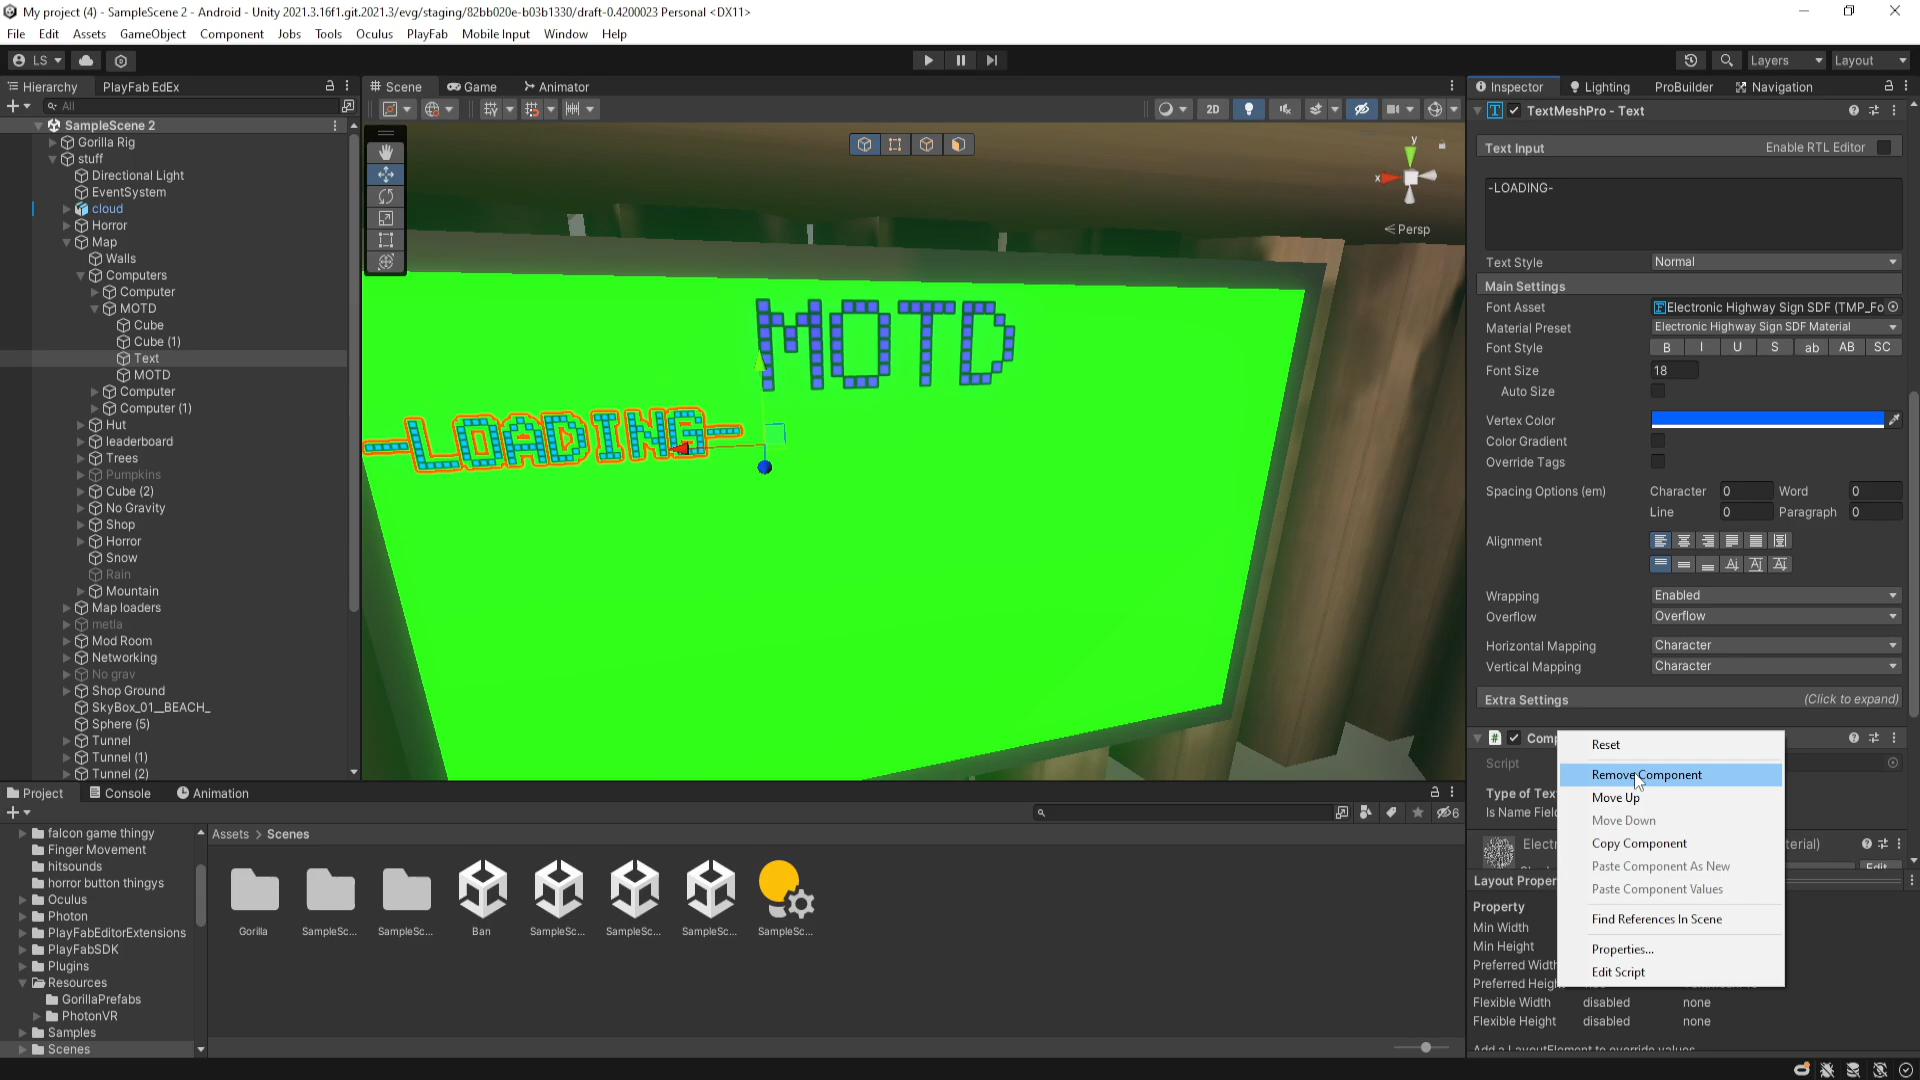 My project (4) - SampleScene 2 - Android - Unity 2021.3.16f1.git.2021.3/evg/staging/82bb020e-b03b1330/draft-0.4200023 Personal <DX11>
File Edit Assets GameObject Component Jobs Tools Oculus PlayFab Mobile Input Window Help
LS
Layers Layout
Hierarchy PlayFab EdEx
All
SampleScene 2
Gorilla Rig
stuff
Directional Light
EventSystem
cloud
Horror
Map
Walls
Computers
Computer
MOTD
Cube
Cube (1)
Text
MOTD
Computer
Computer (1)
Hut
leaderboard
Trees
Pumpkins
Cube (2)
No Gravity
Shop
Horror
Snow
Rain
Mountain
Map loaders
metla
Mod Room
Networking
No grav
Shop Ground
SkyBox_01__BEACH_
Sphere (5)
Tunnel
Tunnel (1)
Tunnel (2)
Scene Game Animator
2D
y
x
Persp
MOTD
-LOADING-
Inspector Lighting ProBuilder Navigation
TextMeshPro - Text
Text Input Enable RTL Editor
-LOADING-
Text Style Normal
Main Settings
Font Asset Electronic Highway Sign SDF (TMP_Fo
Material Preset Electronic Highway Sign SDF Material
Font Style B I U S ab AB SC
Font Size 18
Auto Size
Vertex Color
Color Gradient
Override Tags
Spacing Options (em) Character 0 Word 0
Line 0 Paragraph 0
Alignment
Wrapping Enabled
Overflow Overflow
Horizontal Mapping Character
Vertical Mapping Character
Extra Settings (Click to expand)
Comp
Script
Type of Tex
Is Name Field
Electr terial)
Edit
Reset
Remove Component
Move Up
Move Down
Copy Component
Paste Component As New
Paste Component Values
Find References In Scene
Properties...
Edit Script
Layout Proper
Property
Min Width
Min Height
Preferred Width
Preferred Heigh
Flexible Width disabled none
Flexible Height disabled none
Add a LayoutElement to override values
Project Console Animation
6
falcon game thingy
Finger Movement
hitsounds
horror button thingys
Oculus
Photon
PlayFabEditorExtensions
PlayFabSDK
Plugins
Resources
GorillaPrefabs
PhotonVR
Samples
Scenes
Assets > Scenes
Gorilla SampleSc... SampleSc... Ban SampleSc... SampleSc... SampleSc... SampleSc...